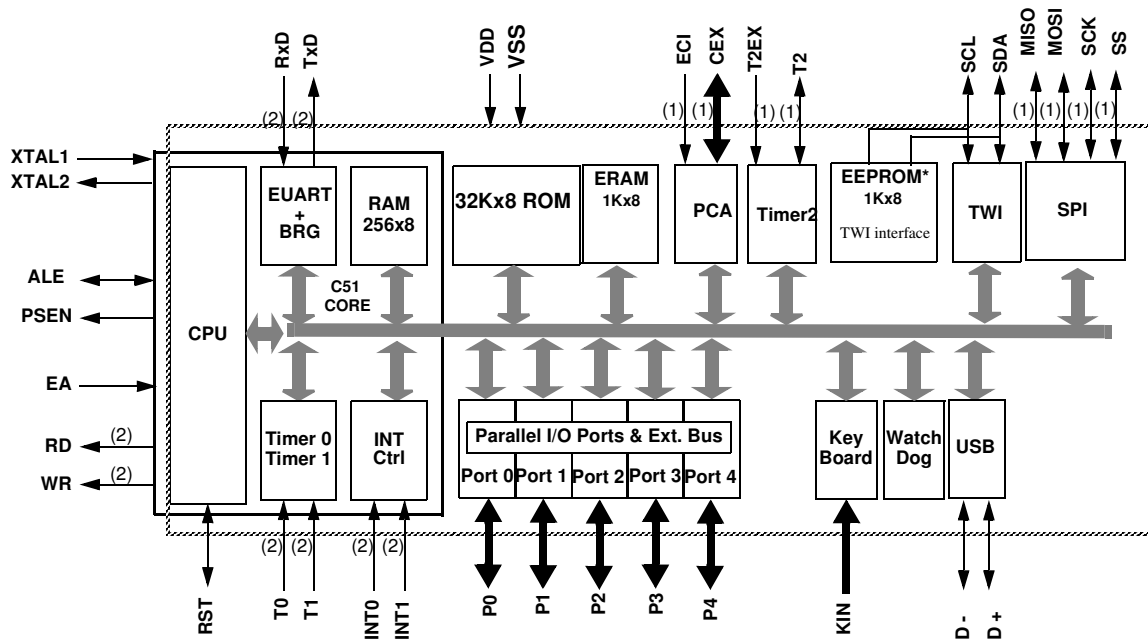 RxD
TxD
VDD
VSS
ECI
CEX
T2EX
T2
SCL
SDA
MISO
MOSI
SCK
SS
(2) (2)
(1) (1) (1) (1)
(1) (1) (1) (1)
XTAL1
XTAL2
ALE
PSEN
EA
RD (2)
WR (2)
CPU
EUART
+
BRG
RAM
256x8
C51
CORE
32Kx8 ROM
ERAM
1Kx8
PCA
Timer2
EEPROM*
1Kx8
TWI interface
TWI
SPI
Timer 0
Timer 1
INT
Ctrl
Parallel I/O Ports & Ext. Bus
Port 0 Port 1 Port 2 Port 3 Port 4
Key
Board
Watch
Dog
USB
(2) (2) (2) (2)
RST
T0
T1
INT0
INT1
P0
P1
P2
P3
P4
KIN
D -
D +